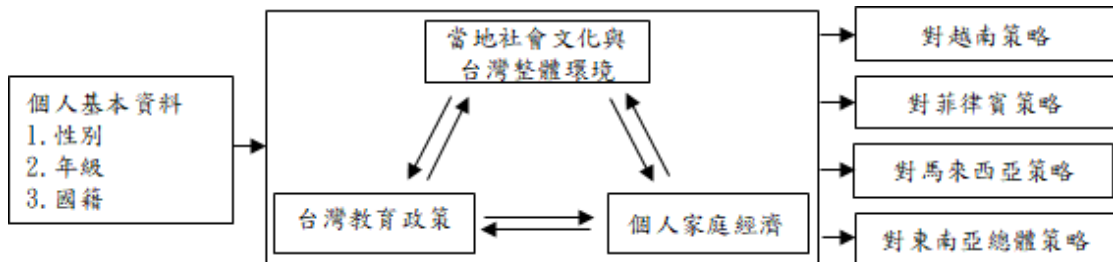 個人基本資料
1.性別
2.年級
3.國籍
當地社會文化與
台灣整體環境
台灣教育政策
個人家庭經濟
對越南策略
對菲律賓策略
對馬來西亞策略
對東南亞總體策略